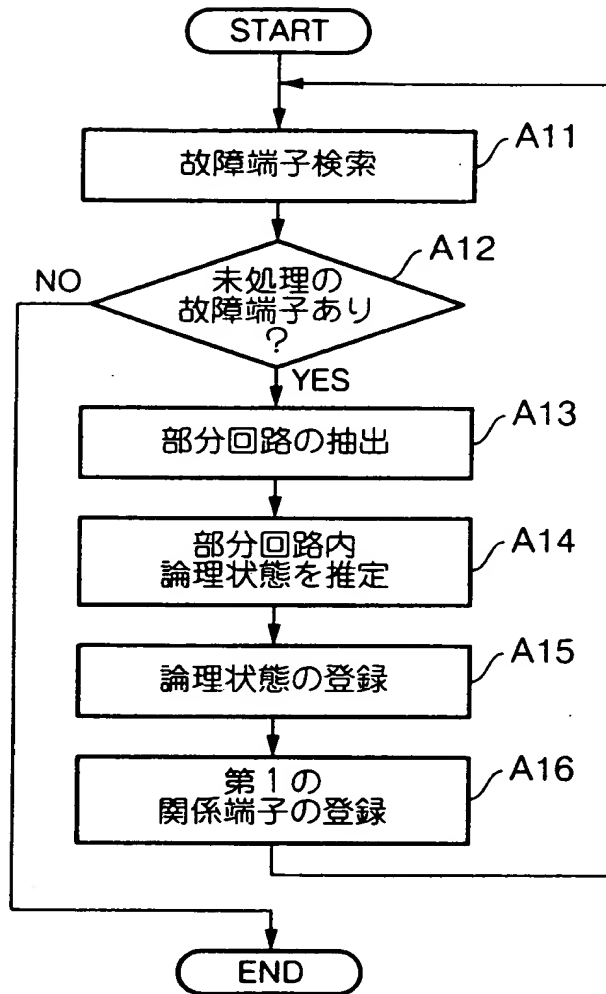 START
故障端子検索
A11
未処理の
故障端子あり
?
A12
NO
YES
部分回路の抽出
A13
部分回路内
論理状態を推定
A14
論理状態の登録
A15
第1の
関係端子の登録
A16
END